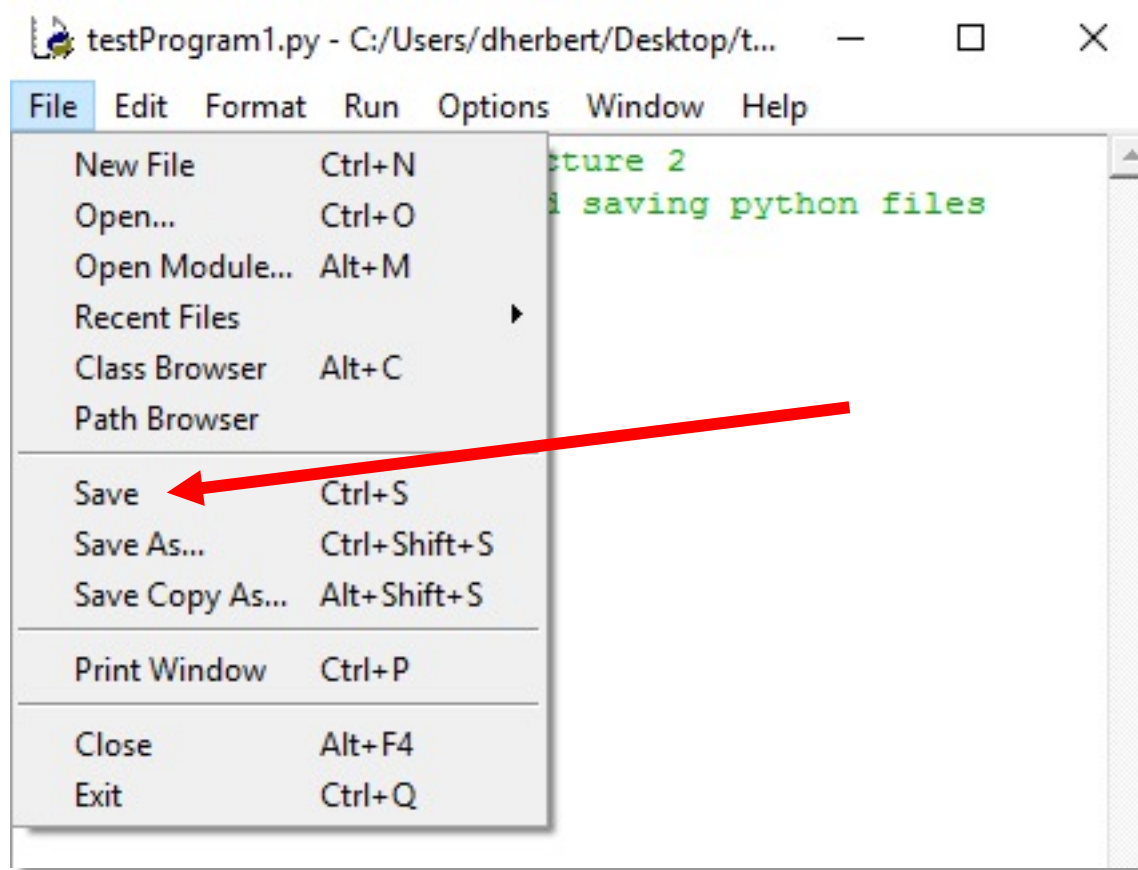 testProgram1.py - C:/Users/dherbert/Desktop/t...
File Edit Format Run Options Window Help
New File Ctrl+N
Open... Ctrl+O
Open Module... Alt+M
Recent Files
Class Browser Alt+C
Path Browser
Save Ctrl+S
Save As... Ctrl+Shift+S
Save Copy As... Alt+Shift+S
Print Window Ctrl+P
Close Alt+F4
Exit Ctrl+Q
2
saving python files